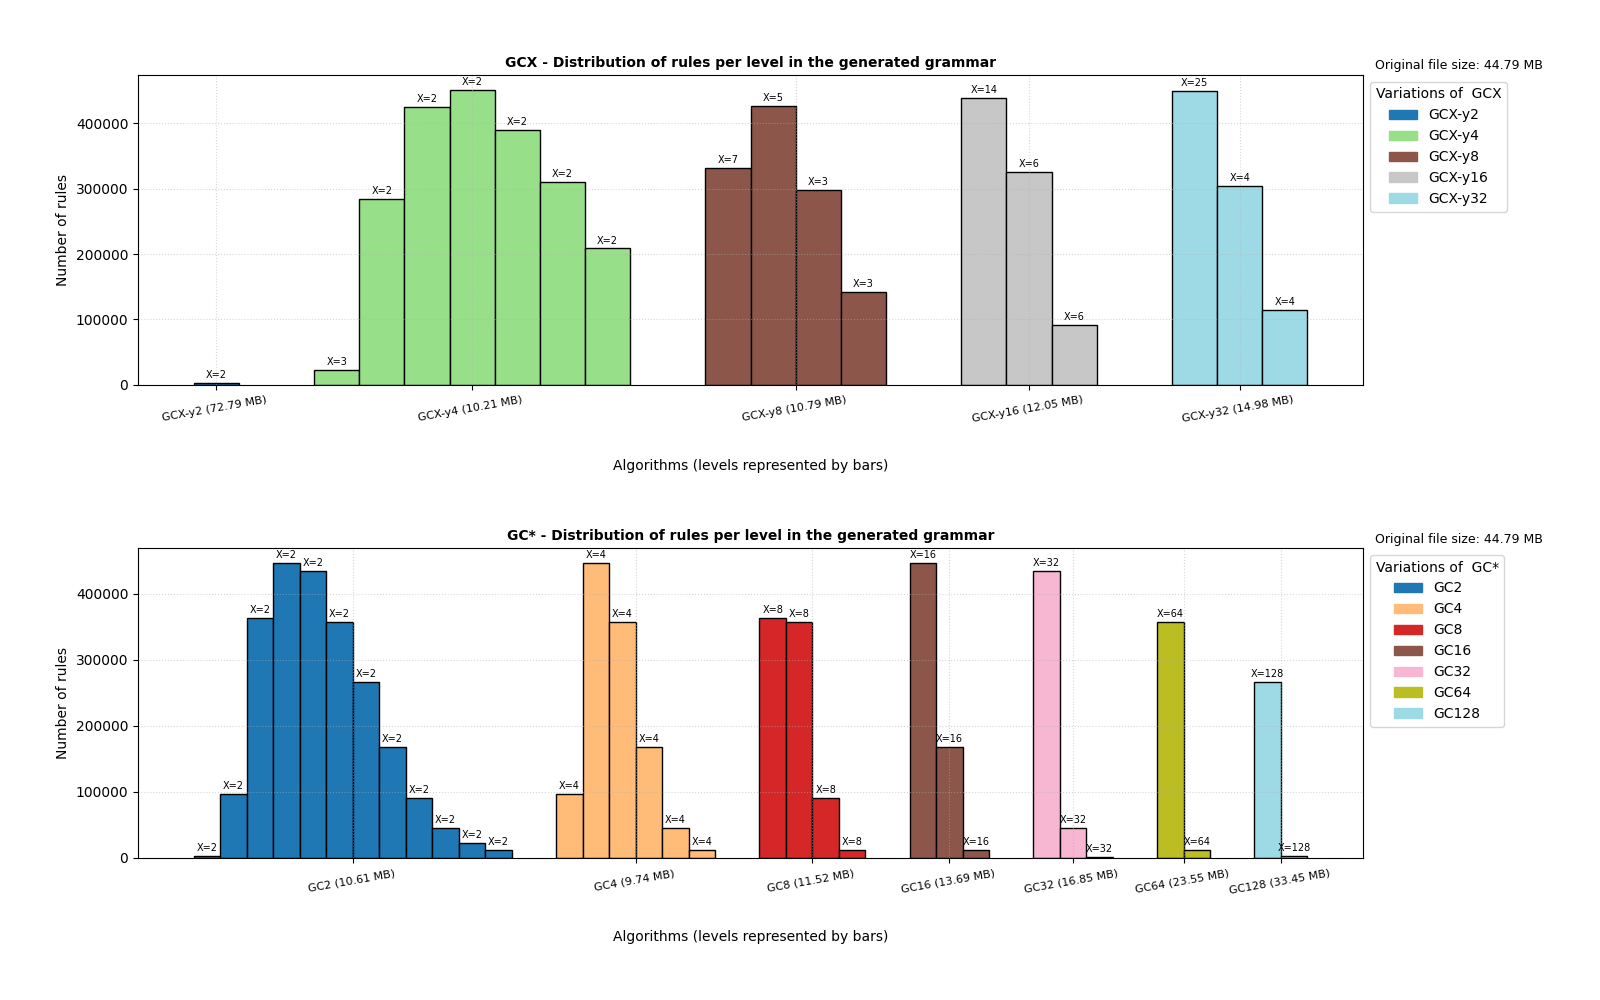 GCX - Distribution of rules per level in the generated grammar
Original file size: 44.79 MB
Variations of  GCX
GCX-y2
GCX-y4
GCX-y8
GCX-y16
GCX-y32
Number of rules
400000
300000
200000
100000
0
X=2
X=3
X=2
X=2
X=2
X=2
X=2
X=2
X=7
X=5
X=3
X=3
X=14
X=6
X=6
X=25
X=4
X=4
GCX-y2 (72.79 MB)
GCX-y4 (10.21 MB)
GCX-y8 (10.79 MB)
GCX-y16 (12.05 MB)
GCX-y32 (14.98 MB)
Algorithms (levels represented by bars)
GC* - Distribution of rules per level in the generated grammar
Original file size: 44.79 MB
Variations of  GC*
GC2
GC4
GC8
GC16
GC32
GC64
GC128
Number of rules
400000
300000
200000
100000
0
X=2
X=2
X=2
X=2
X=2
X=2
X=2
X=2
X=2
X=2
X=2
X=2
X=4
X=4
X=4
X=4
X=4
X=4
X=8
X=8
X=8
X=8
X=16
X=16
X=16
X=32
X=32
X=32
X=64
X=64
X=128
X=128
GC2 (10.61 MB)
GC4 (9.74 MB)
GC8 (11.52 MB)
GC16 (13.69 MB)
GC32 (16.85 MB)
GC64 (23.55 MB)
GC128 (33.45 MB)
Algorithms (levels represented by bars)